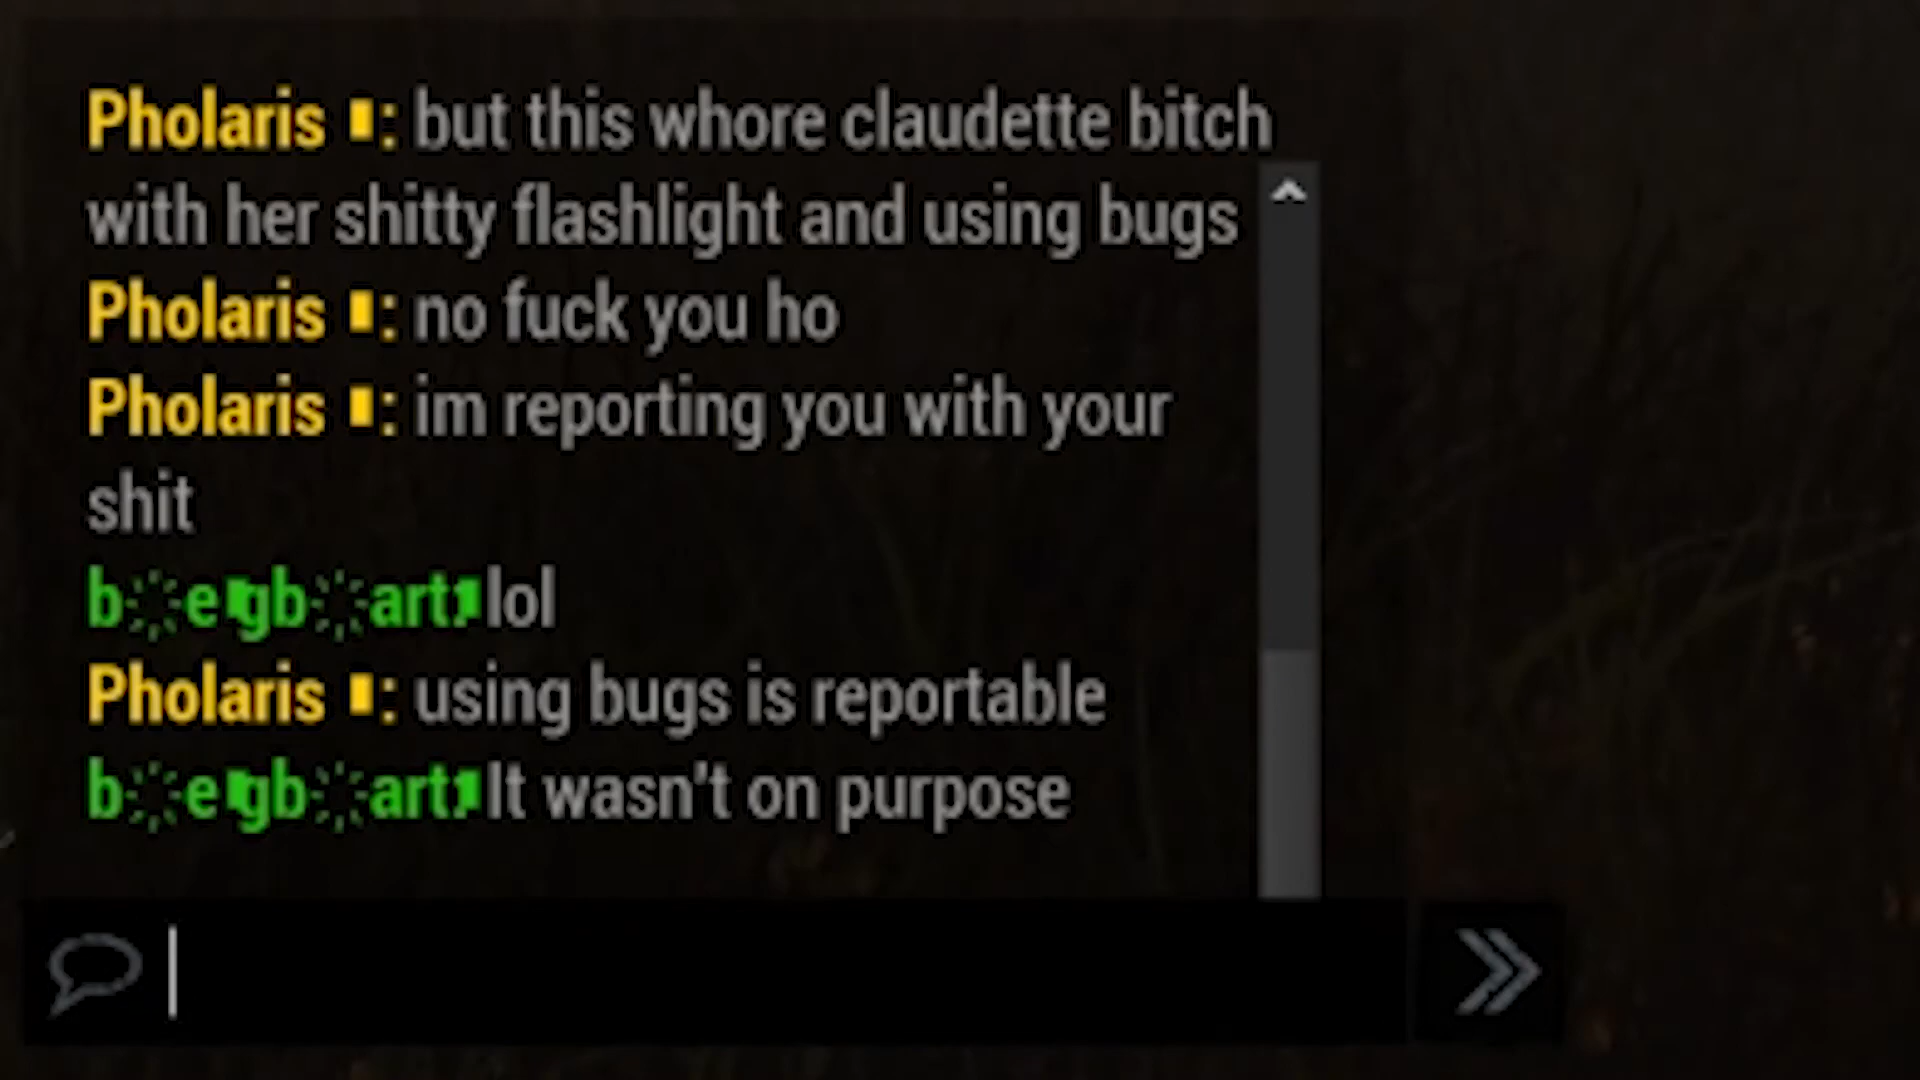 Pholaris : but this whore claudette bitch
with her shitty flashlight and using bugs
Pholaris : no fuck you ho
Pholaris : im reporting you with your
shit
lol
Pholaris : using bugs is reportable
It wasn't on purpose